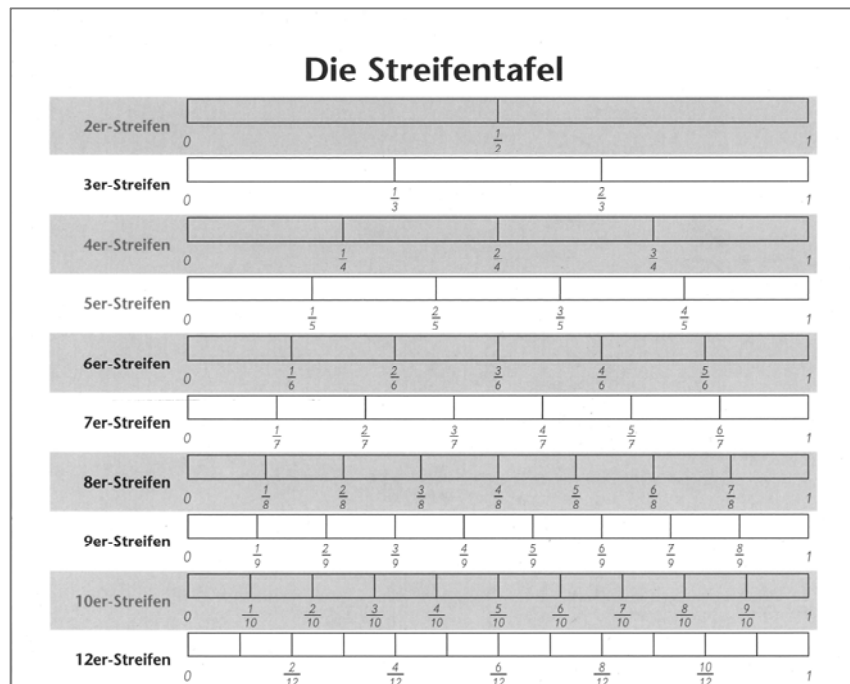 Die Streifentafel
2er-Streifen
0 1/2 1
3er-Streifen
0 1/3 2/3 1
4er-Streifen
0 1/4 2/4 3/4 1
5er-Streifen
0 1/5 2/5 3/5 4/5 1
6er-Streifen
0 1/6 2/6 3/6 4/6 5/6 1
7er-Streifen
0 1/7 2/7 3/7 4/7 5/7 6/7 1
8er-Streifen
0 1/8 2/8 3/8 4/8 5/8 6/8 7/8 1
9er-Streifen
0 1/9 2/9 3/9 4/9 5/9 6/9 7/9 8/9 1
10er-Streifen
0 1/10 2/10 3/10 4/10 5/10 6/10 7/10 8/10 9/10 1
12er-Streifen
0 2/12 4/12 6/12 8/12 10/12 1